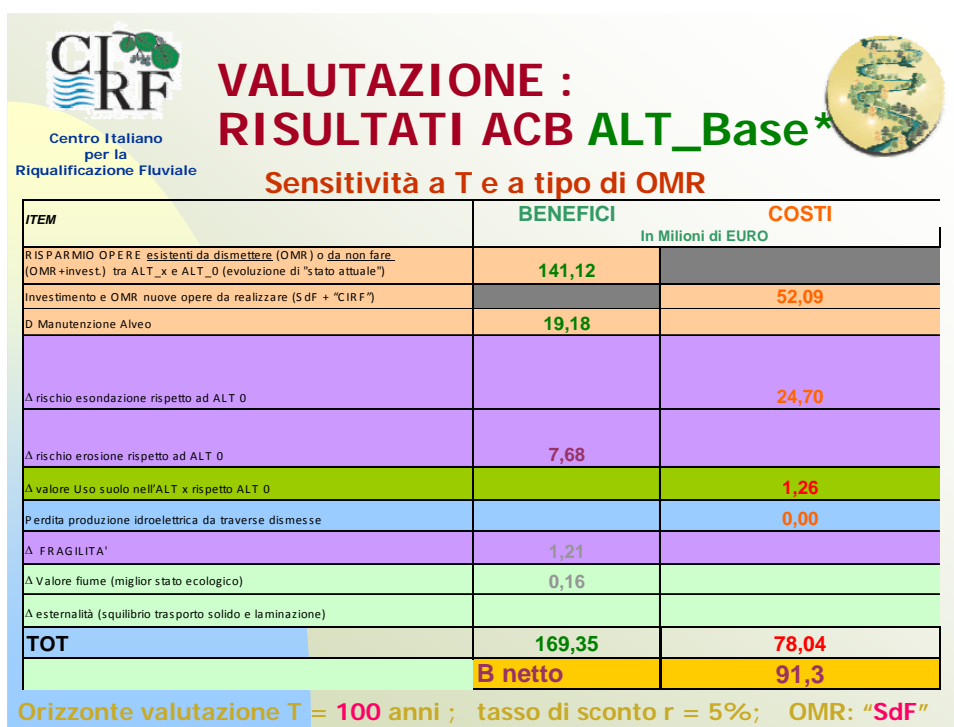 CIRF
Centro Italiano
per la
Riqualificazione Fluviale
VALUTAZIONE :
RISULTATI ACB ALT_Base*
Sensitività a T e a tipo di OMR
ITEM BENEFICI COSTI
In Milioni di EURO
RISPARMIO OPERE esistenti da dismettere (OMR) o da non fare
(OMR+invest.) tra ALT_x e ALT_0 (evoluzione di "stato attuale") 141,12
Investimento e OMR nuove opere da realizzare (SdF + "CIRF") 52,09
D Manutenzione Alveo 19,18
Δ rischio esondazione rispetto ad ALT 0 24,70
Δ rischio erosione rispetto ad ALT 0 7,68
Δ valore Uso suolo nell'ALT x rispetto ALT 0 1,26
Perdita produzione idroelettrica da traverse dismesse 0,00
Δ FRAGILITA' 1,21
Δ Valore fiume (miglior stato ecologico) 0,16
Δ esternalità (squilibrio trasporto solido e laminazione)
TOT 169,35 78,04
B netto 91,3
Orizzonte valutazione T = 100 anni ; tasso di sconto r = 5%; OMR: "SdF"